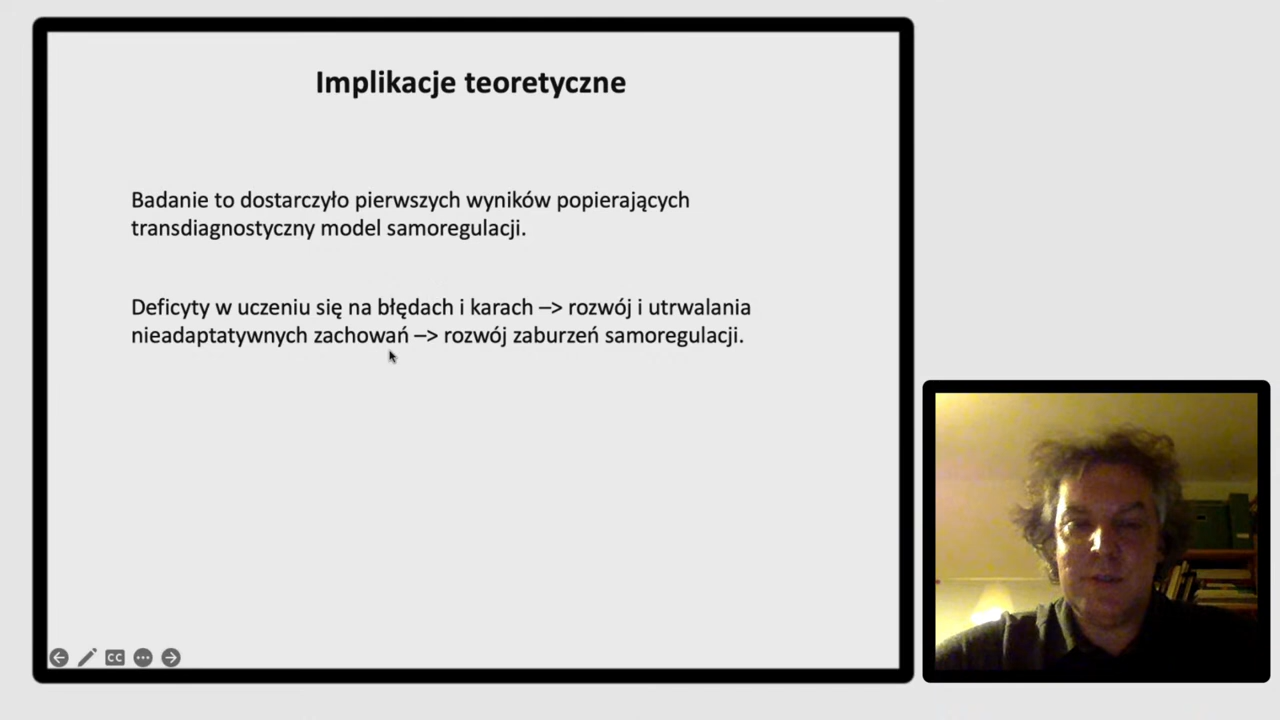 Implikacje teoretyczne
Badanie to dostarczyło pierwszych wyników popierających
transdiagnostyczny model samoregulacji.
Deficyty w uczeniu się na błędach i karach –> rozwój i utrwalania
nieadaptatywnych zachowań –> rozwój zaburzeń samoregulacji.
CC